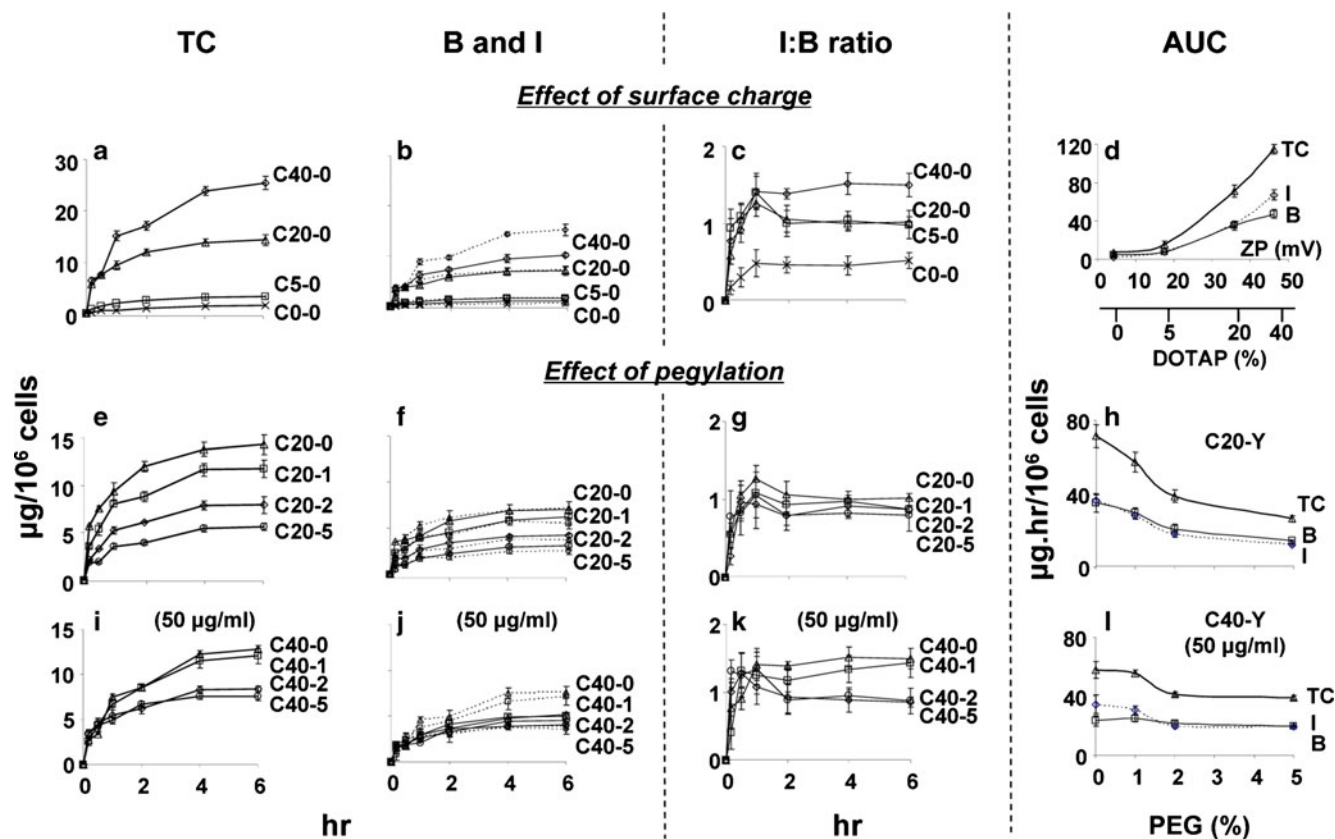 TC
B and I
I:B ratio
AUC
Effect of surface charge
a
30
20
10
0
C40-0
C20-0
C5-0
C0-0
b
C40-0
C20-0
C5-0
C0-0
c
2
1
0
C40-0
C20-0
C5-0
C0-0
d
120
80
40
0
TC
I
B
ZP (mV)
0 10 20 30 40 50
0 5 20 40
DOTAP (%)
Effect of pegylation
µg/10⁶ cells
e
15
10
5
0
C20-0
C20-1
C20-2
C20-5
f
C20-0
C20-1
C20-2
C20-5
g
2
1
0
C20-0
C20-1
C20-2
C20-5
µg.hr/10⁶ cells
h
C20-Y
80
40
0
TC
B
I
i
(50 µg/ml)
15
10
5
0
C40-0
C40-1
C40-2
C40-5
0 2 4 6
j
(50 µg/ml)
C40-0
C40-1
C40-2
C40-5
0 2 4 6
hr
k
(50 µg/ml)
2
1
0
C40-0
C40-1
C40-2
C40-5
0 2 4 6
hr
l
C40-Y
(50 µg/ml)
80
40
0
TC
I
B
0 1 2 3 4 5
PEG (%)